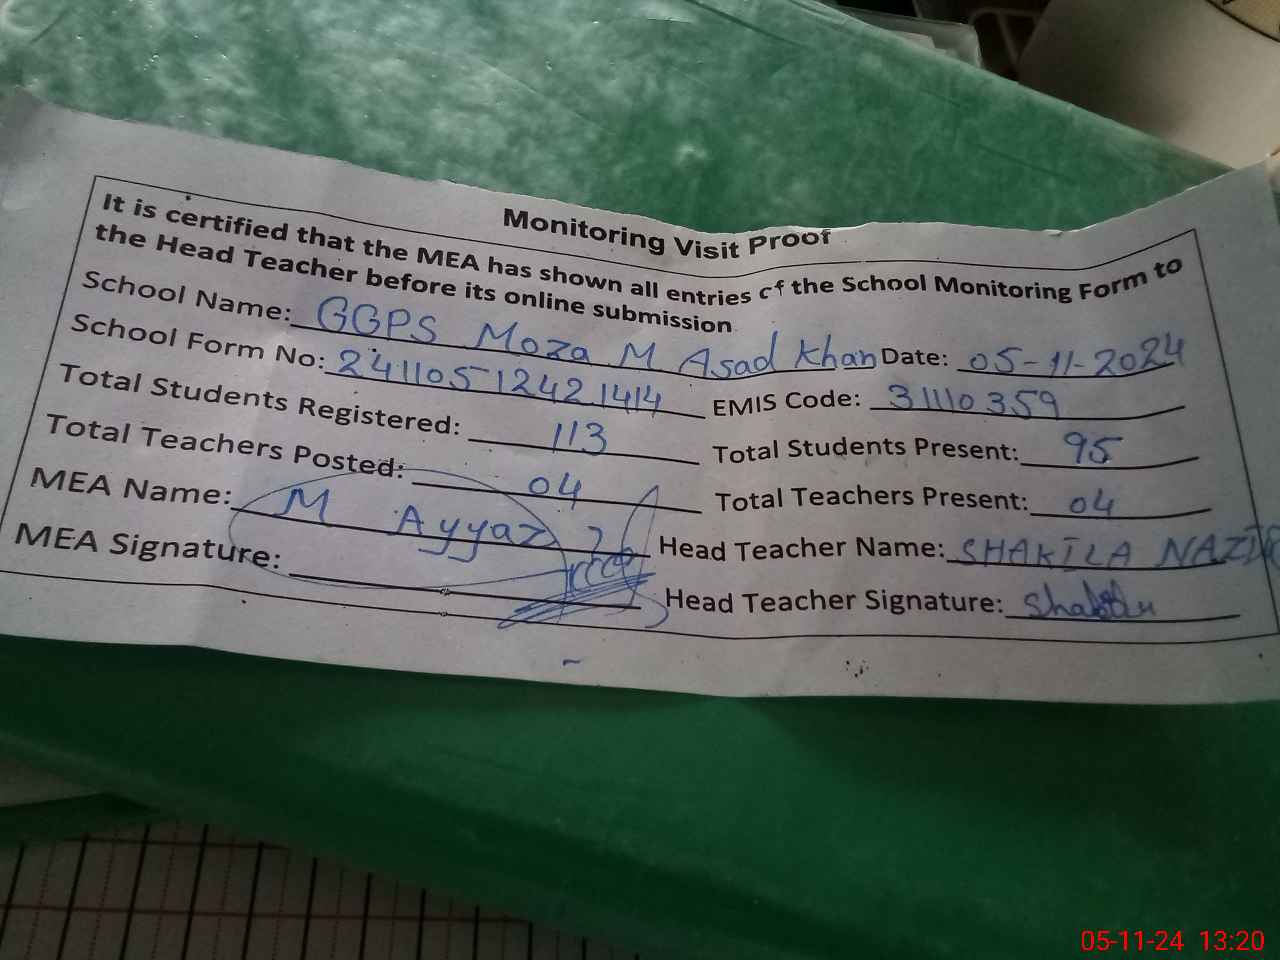 Monitoring Visit Proof
It is certified that the MEA has shown all entries of the School Monitoring Form to
the Head Teacher before its online submission
School Name: GGPS Moza M Asad Khan Date: 05-11-2024
School Form No: 24110512421414 EMIS Code: 31110359
Total Students Registered: 113 Total Students Present: 95
Total Teachers Posted: 04 Total Teachers Present: 04
MEA Name: M Ayyaz Head Teacher Name: SHAKILA NAZIR
MEA Signature: Head Teacher Signature:
05-11-24 13:20